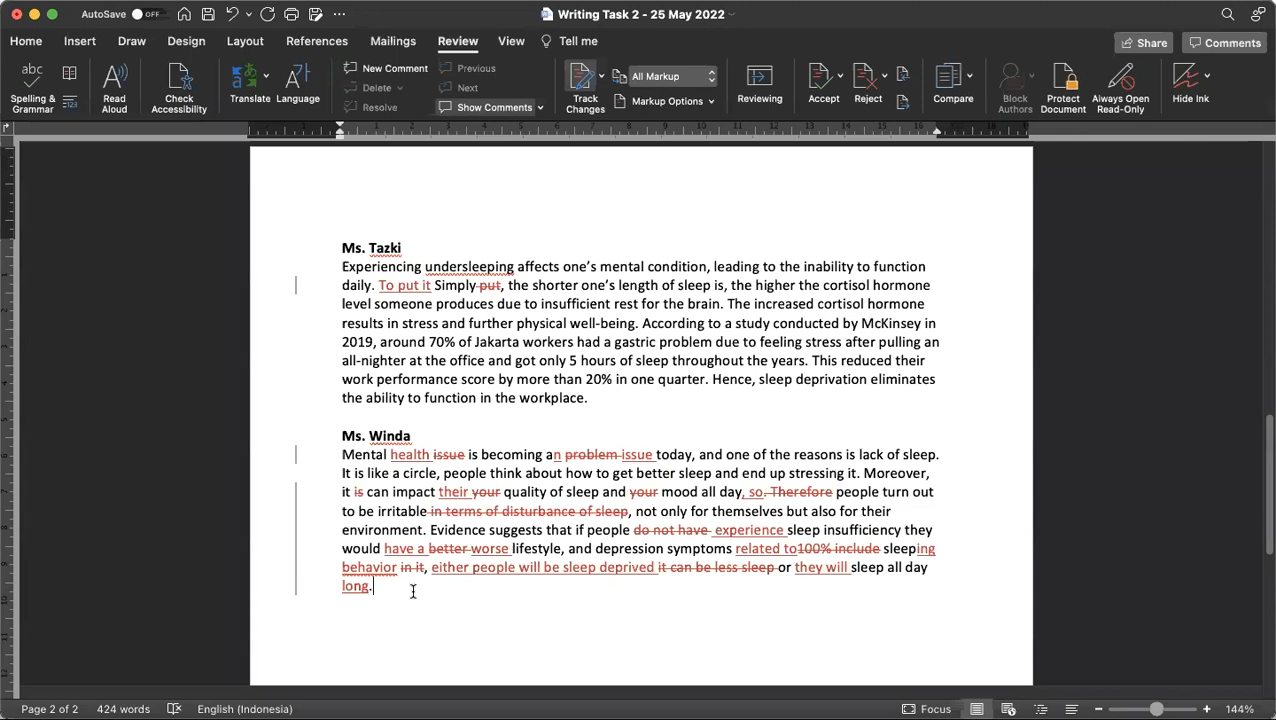 AutoSave OFF Writing Task 2 - 25 May 2022
Home Insert Draw Design Layout References Mailings Review View Tell me Share Comments
Spelling & Grammar
Read Aloud
Check Accessibility
Translate
Language
New Comment
Delete
Resolve
Previous
Next
Show Comments
Track Changes
All Markup
Markup Options
Reviewing
Accept
Reject
Compare
Block Authors
Protect Document
Always Open Read-Only
Hide Ink
Ms. Tazki
Experiencing undersleeping affects one's mental condition, leading to the inability to function
daily. To put it Simply put, the shorter one's length of sleep is, the higher the cortisol hormone
level someone produces due to insufficient rest for the brain. The increased cortisol hormone
results in stress and further physical well-being. According to a study conducted by McKinsey in
2019, around 70% of Jakarta workers had a gastric problem due to feeling stress after pulling an
all-nighter at the office and got only 5 hours of sleep throughout the years. This reduced their
work performance score by more than 20% in one quarter. Hence, sleep deprivation eliminates
the ability to function in the workplace.
Ms. Winda
Mental health issue is becoming an problem issue today, and one of the reasons is lack of sleep.
It is like a circle, people think about how to get better sleep and end up stressing it. Moreover,
it is can impact their your quality of sleep and your mood all day, so. Therefore people turn out
to be irritable in terms of disturbance of sleep, not only for themselves but also for their
environment. Evidence suggests that if people do not have experience sleep insufficiency they
would have a better worse lifestyle, and depression symptoms related to100% include sleeping
behavior in it, either people will be sleep deprived it can be less sleep or they will sleep all day
long.
Page 2 of 2 424 words English (Indonesia) Focus 144%